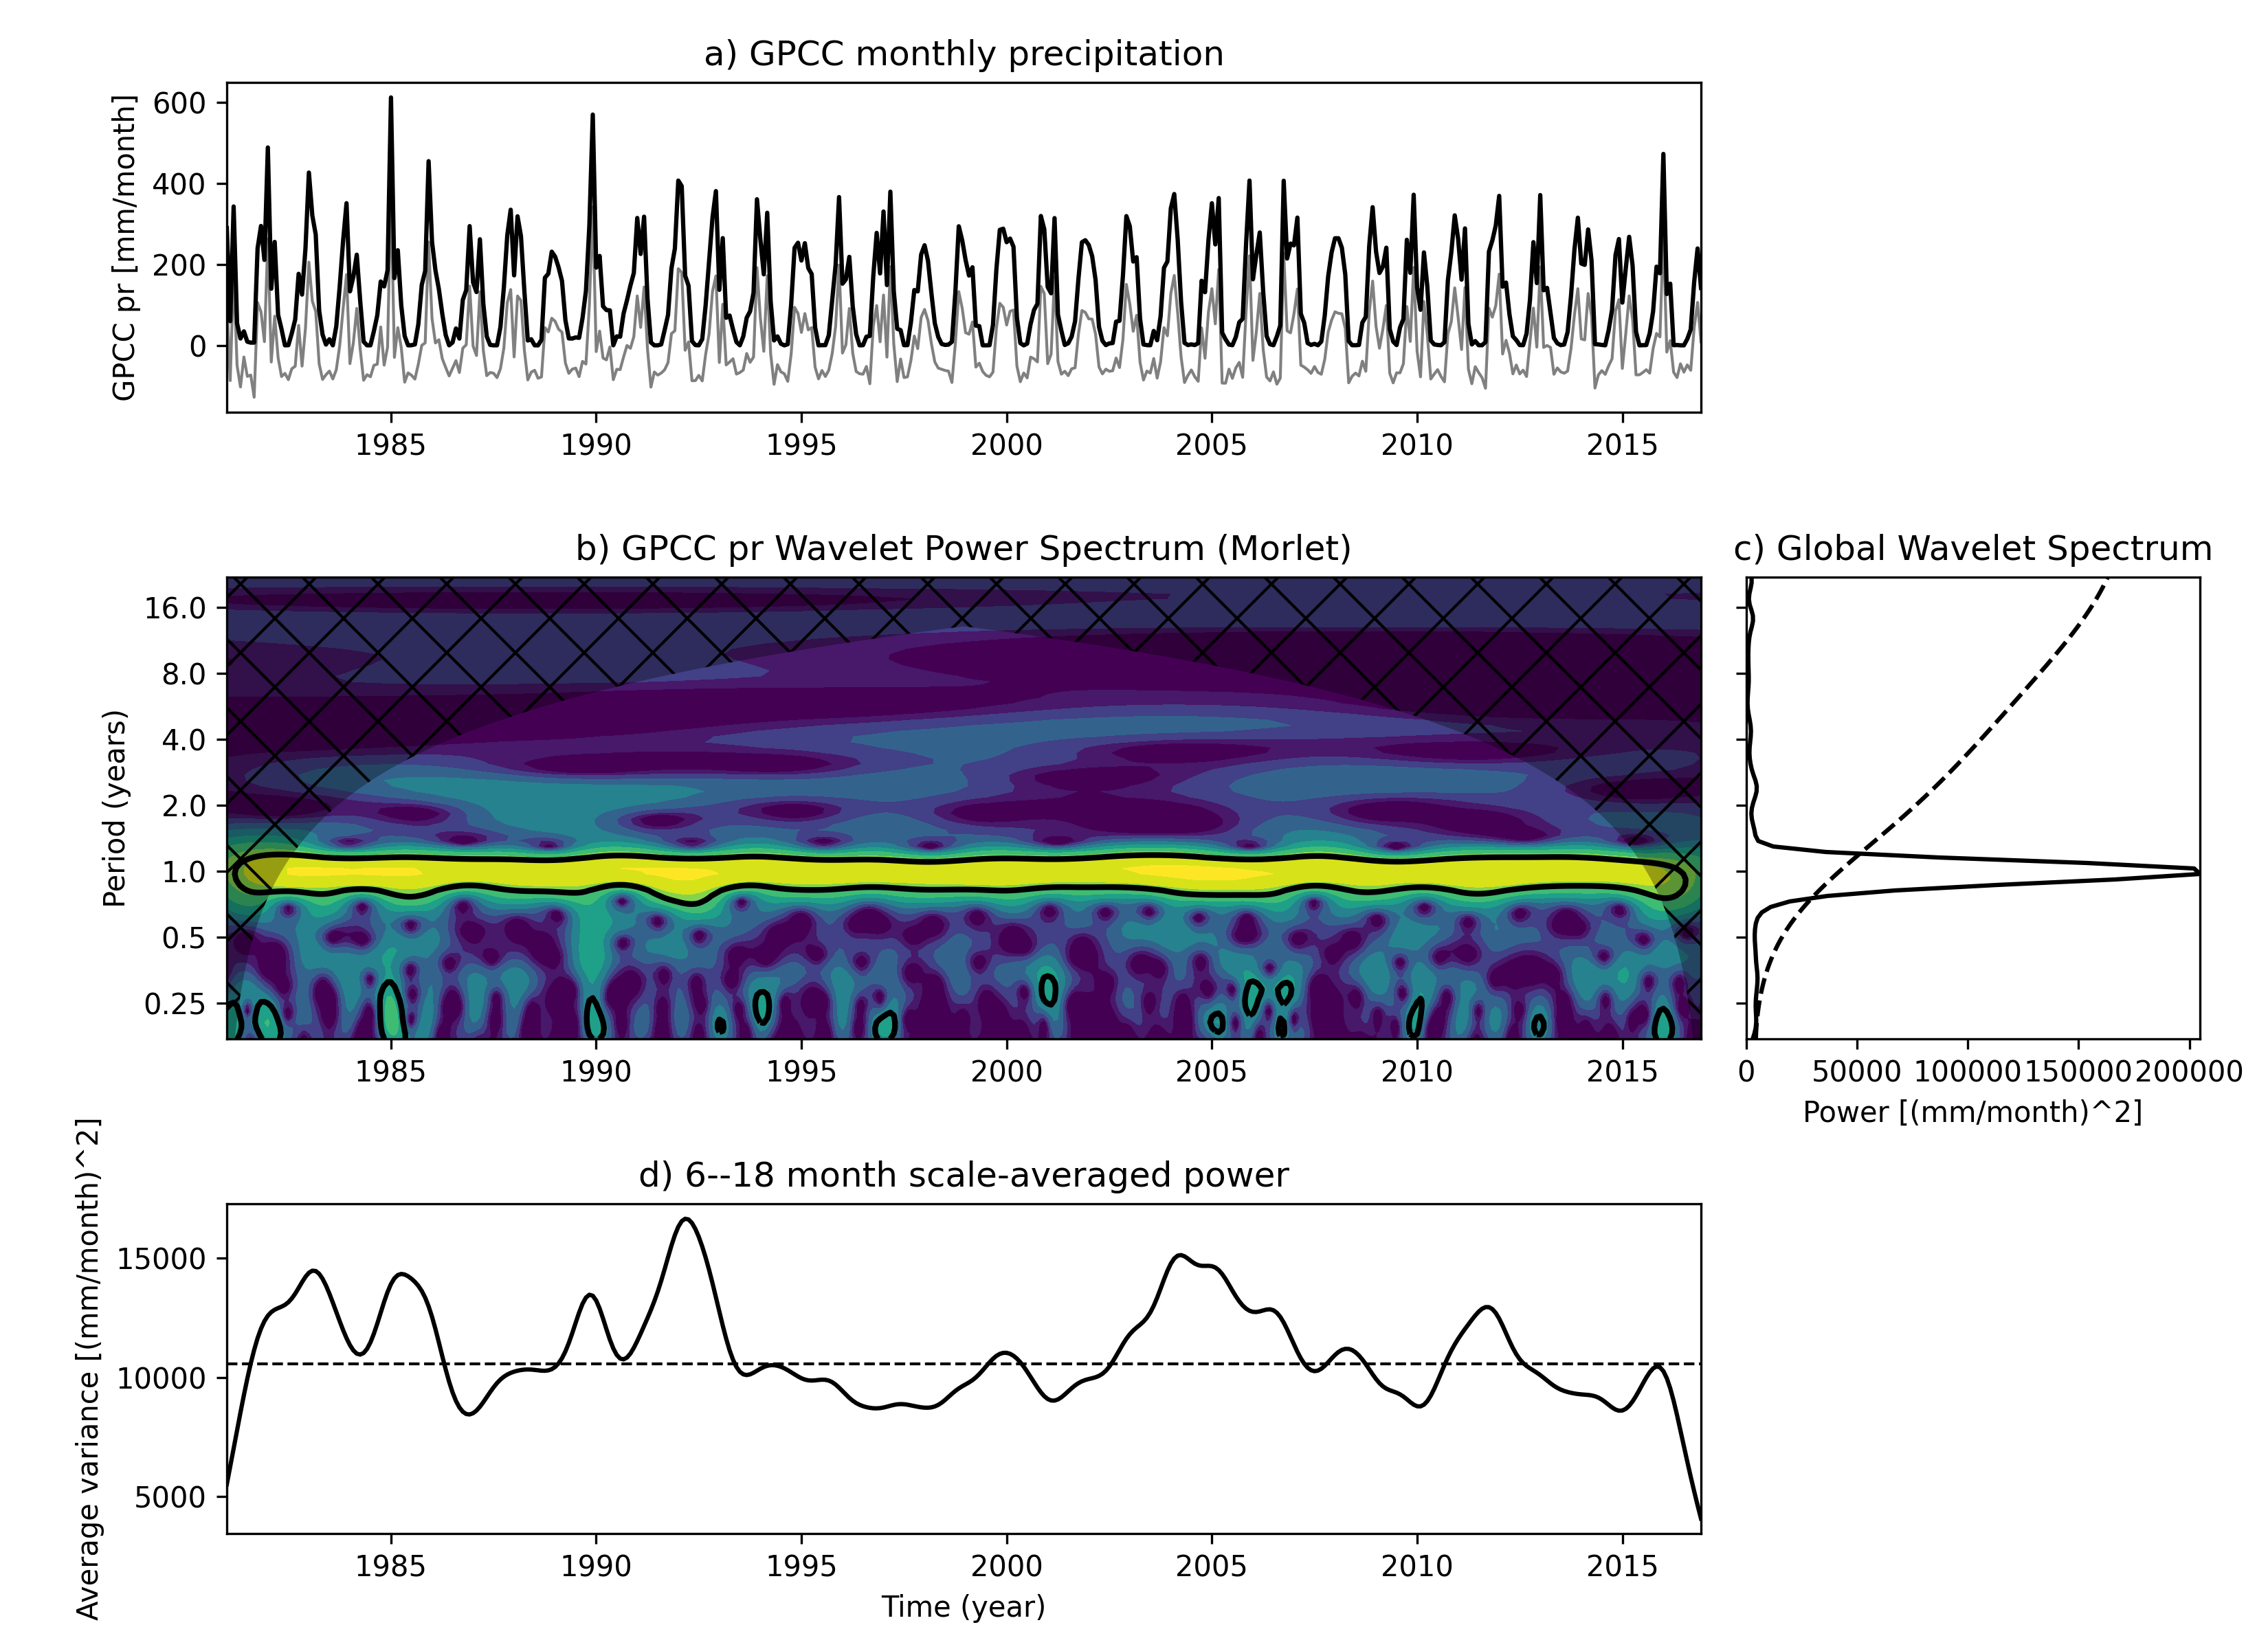 a) GPCC monthly precipitation
GPCC pr [mm/month]
600
400
200
0
1985 1990 1995 2000 2005 2010 2015
b) GPCC pr Wavelet Power Spectrum (Morlet)
Period (years)
16.0
8.0
4.0
2.0
1.0
0.5
0.25
1985 1990 1995 2000 2005 2010 2015
c) Global Wavelet Spectrum
0 50000 100000 150000 200000
Power [(mm/month)^2]
d) 6--18 month scale-averaged power
Average variance [(mm/month)^2]
15000
10000
5000
1985 1990 1995 2000 2005 2010 2015
Time (year)